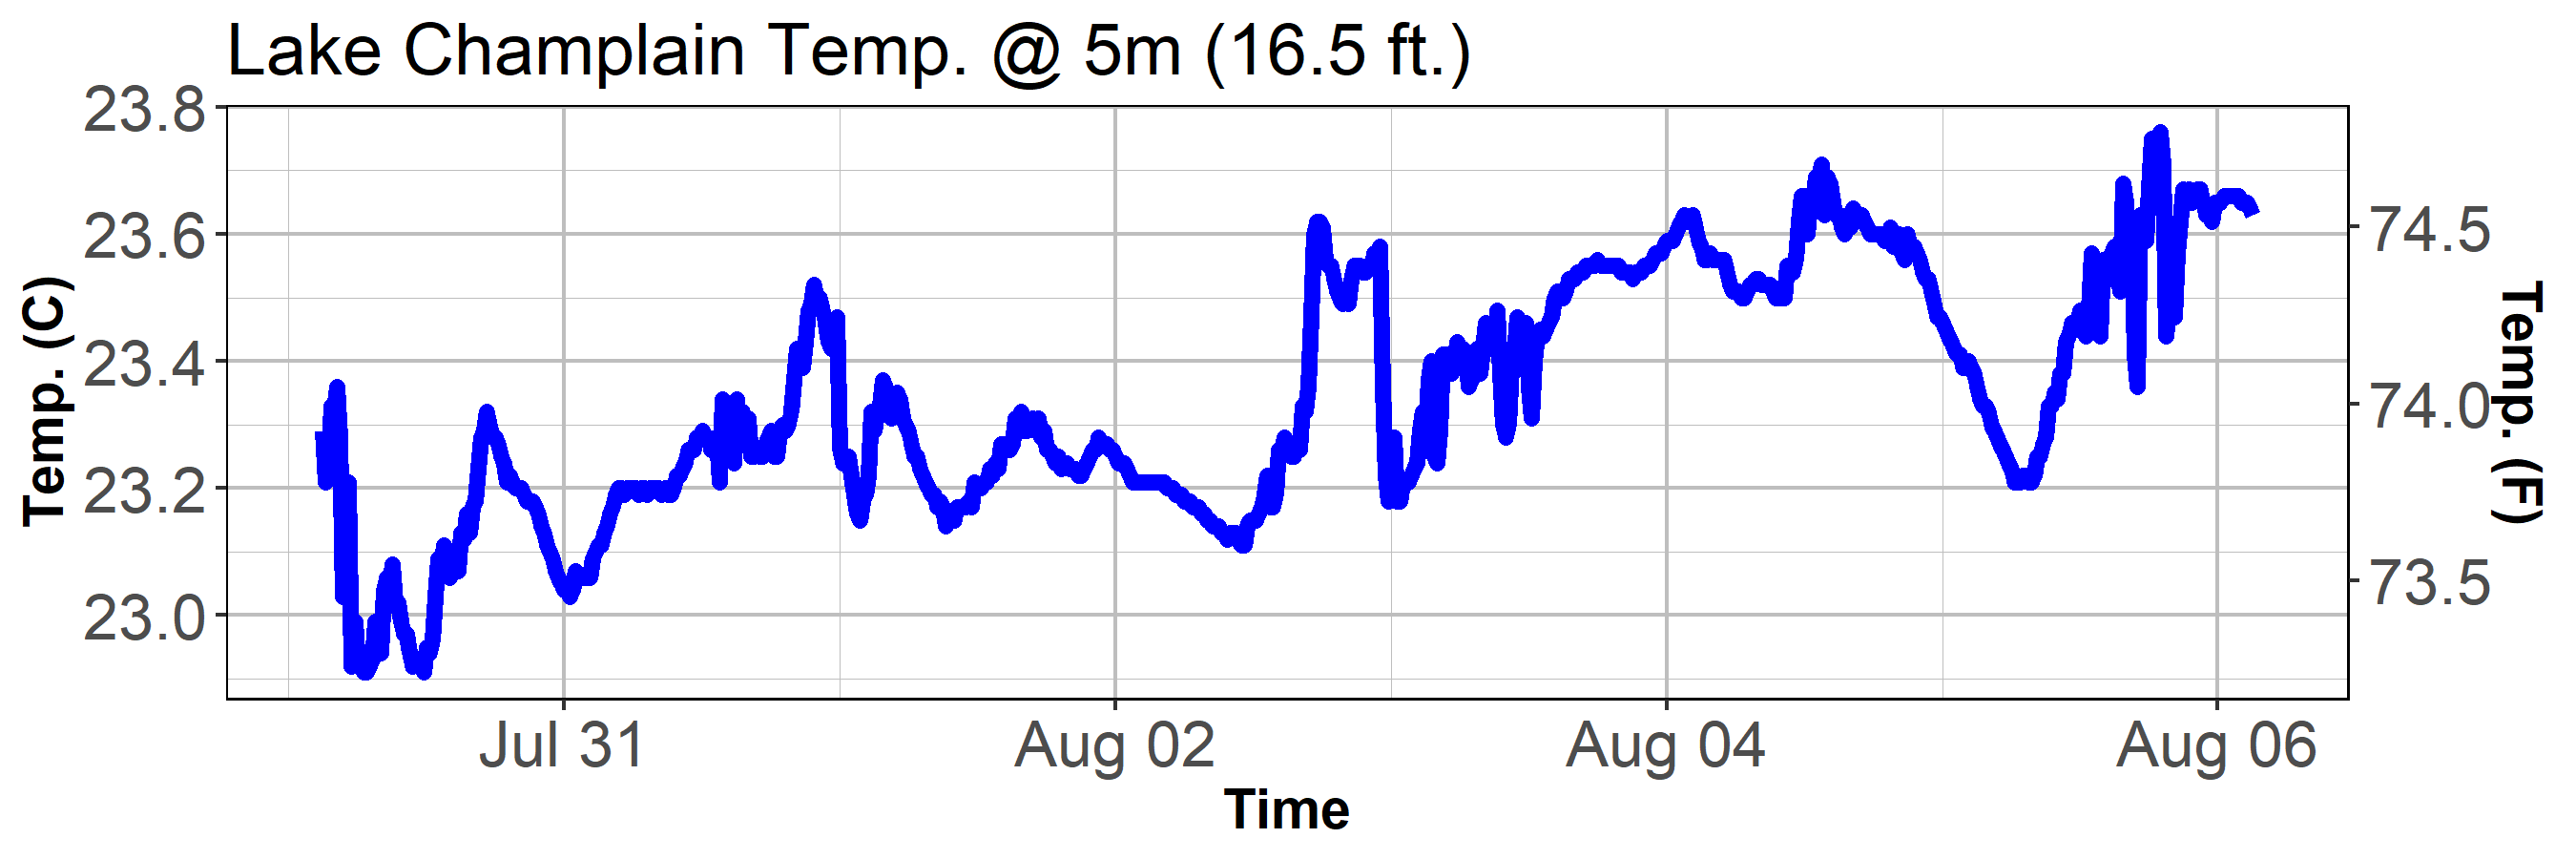 Lake Champlain Temp. @ 5m (16.5 ft.)
23.8
23.6
23.4
23.2
23.0
Temp. (C)
74.5
74.0
73.5
Temp. (F)
Jul 31
Aug 02
Aug 04
Aug 06
Time